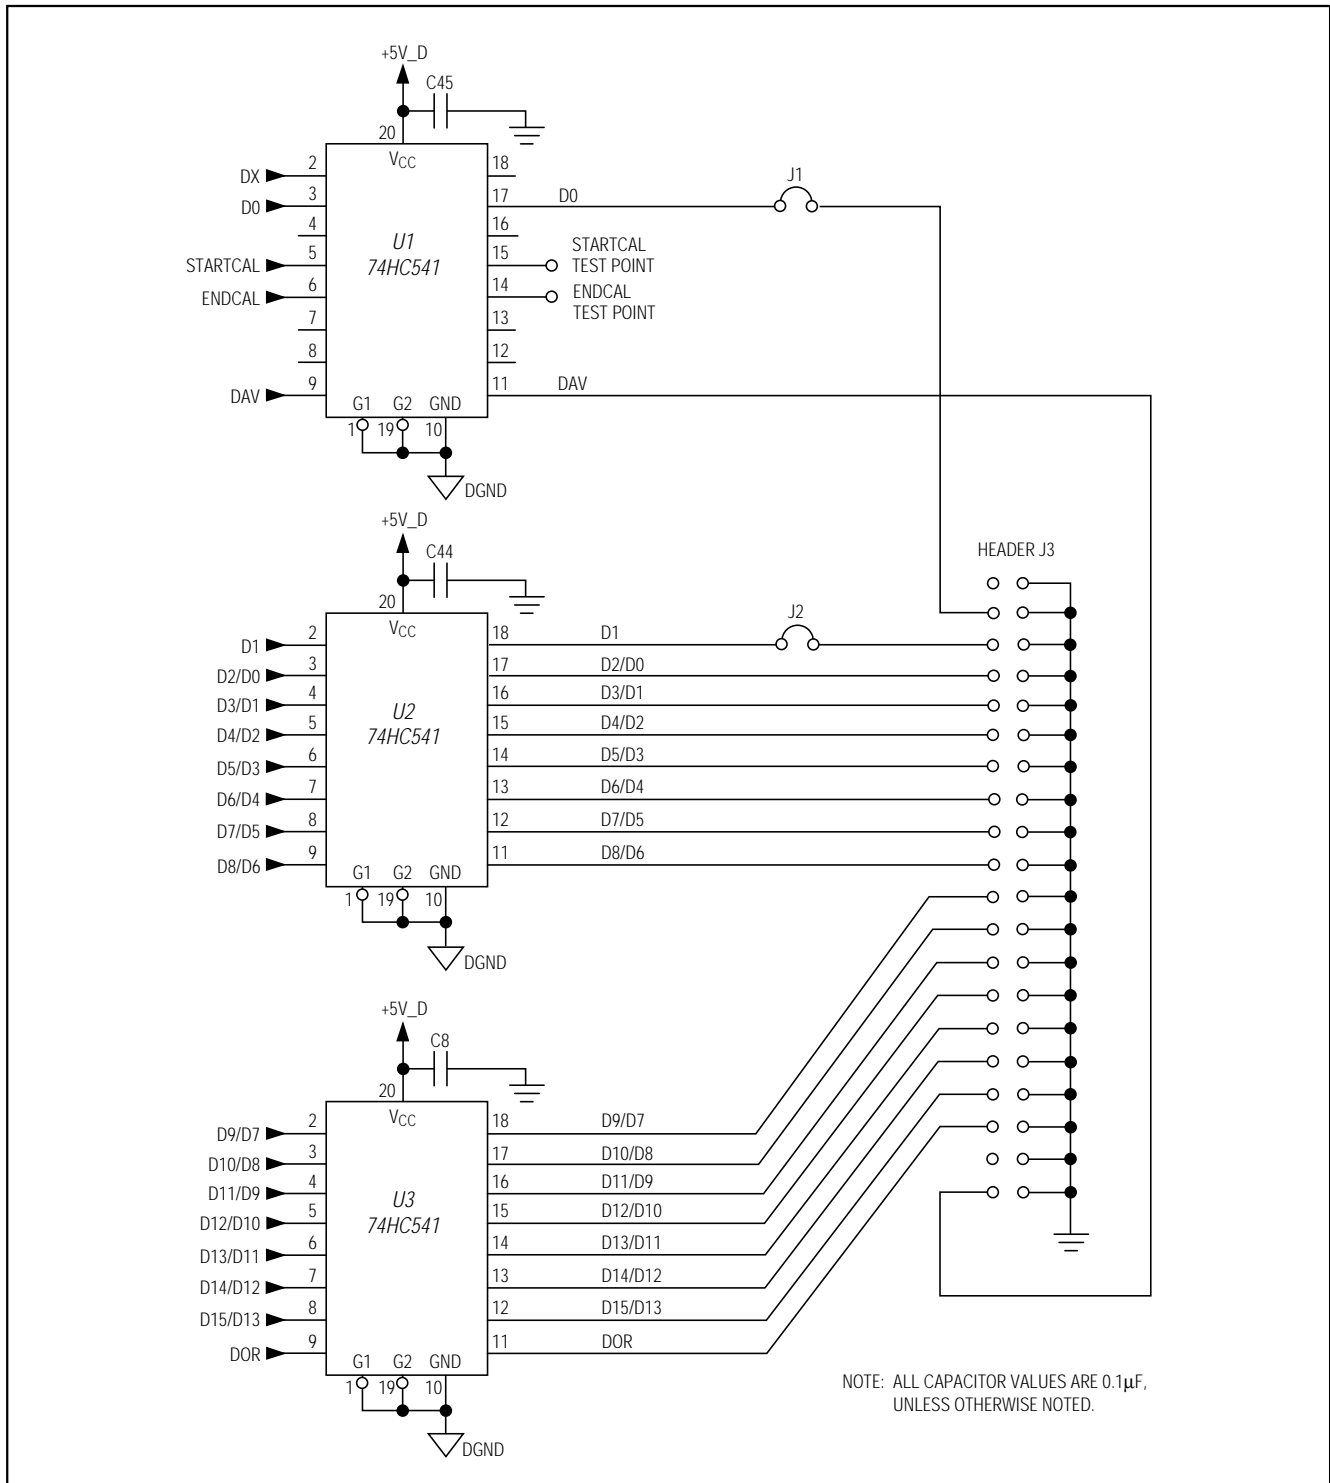 +5V_D
C45
20
VCC
DX 2 18
D0 3 17 D0 J1
4 16
U1
74HC541
STARTCAL 5 15 STARTCAL
TEST POINT
ENDCAL 6 14 ENDCAL
TEST POINT
7 13
8 12
DAV 9 11 DAV
G1 G2 GND
1 19 10
DGND
+5V_D
C44
HEADER J3
20
VCC
D1 2 18 D1 J2
D2/D0 3 17 D2/D0
D3/D1 4 16 D3/D1
U2
74HC541
D4/D2 5 15 D4/D2
D5/D3 6 14 D5/D3
D6/D4 7 13 D6/D4
D7/D5 8 12 D7/D5
D8/D6 9 11 D8/D6
G1 G2 GND
1 19 10
DGND
+5V_D
C8
20
VCC
D9/D7 2 18 D9/D7
D10/D8 3 17 D10/D8
D11/D9 4 16 D11/D9
U3
74HC541
D12/D10 5 15 D12/D10
D13/D11 6 14 D13/D11
D14/D12 7 13 D14/D12
D15/D13 8 12 D15/D13
DOR 9 11 DOR
G1 G2 GND
1 19 10
DGND
NOTE: ALL CAPACITOR VALUES ARE 0.1µF,
UNLESS OTHERWISE NOTED.